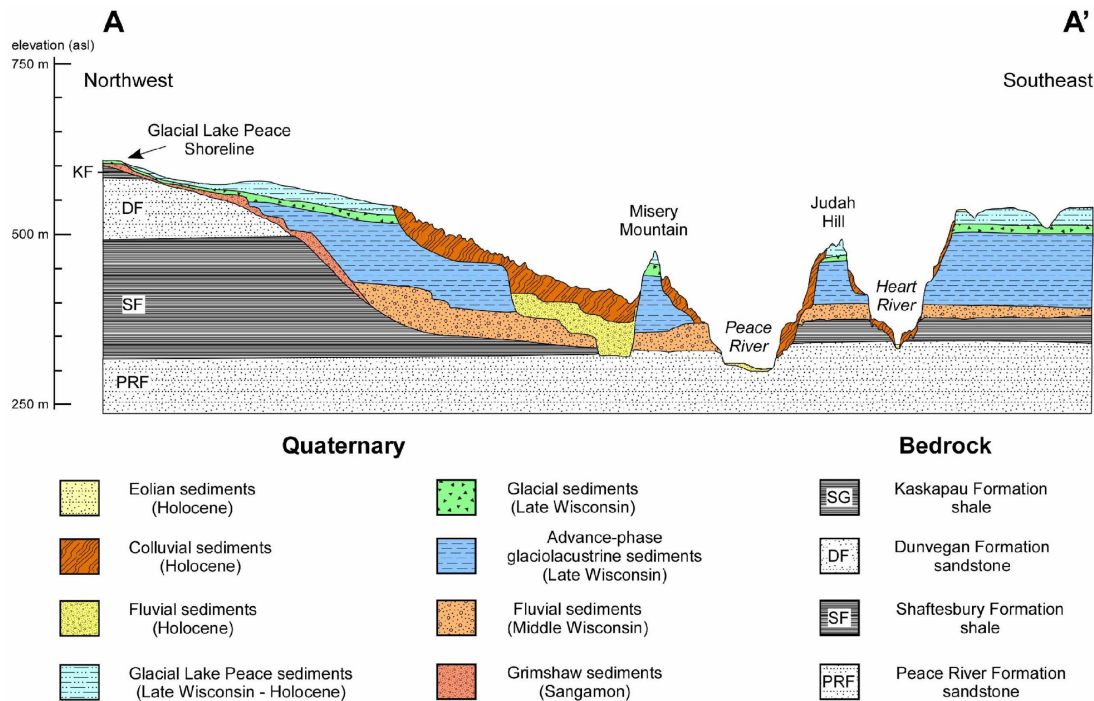 A
A’
elevation (asl)
750 m
Northwest
Southeast
Glacial Lake Peace
Shoreline
KF
DF
500 m
Misery
Mountain
Judah
Hill
SF
Heart
River
Peace
River
PRF
250 m
Quaternary
Bedrock
Eolian sediments
(Holocene)
Colluvial sediments
(Holocene)
Fluvial sediments
(Holocene)
Glacial Lake Peace sediments
(Late Wisconsin - Holocene)
Glacial sediments
(Late Wisconsin)
Advance-phase
glaciolacustrine sediments
(Late Wisconsin)
Fluvial sediments
(Middle Wisconsin)
Grimshaw sediments
(Sangamon)
SG
Kaskapau Formation
shale
DF
Dunvegan Formation
sandstone
SF
Shaftesbury Formation
shale
PRF
Peace River Formation
sandstone